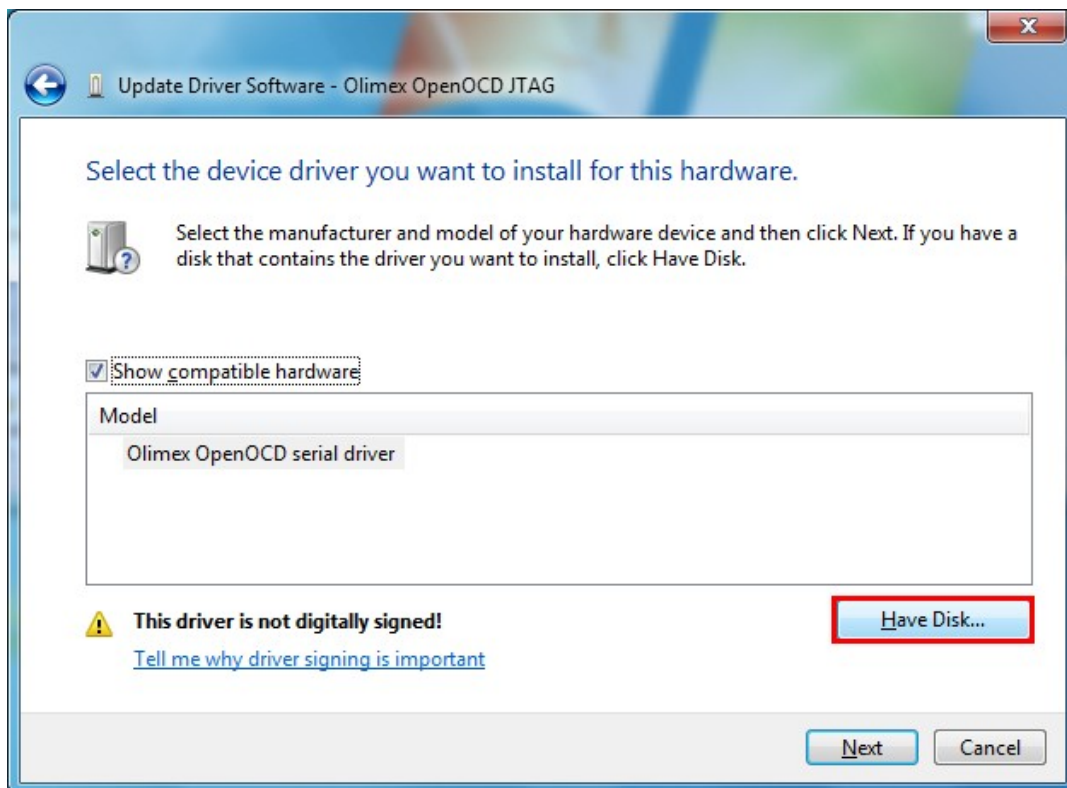 Update Driver Software - Olimex OpenOCD JTAG
Select the device driver you want to install for this hardware.
Select the manufacturer and model of your hardware device and then click Next. If you have a
disk that contains the driver you want to install, click Have Disk.
Show compatible hardware
Model
Olimex OpenOCD serial driver
This driver is not digitally signed!
Have Disk...
Tell me why driver signing is important
Next
Cancel